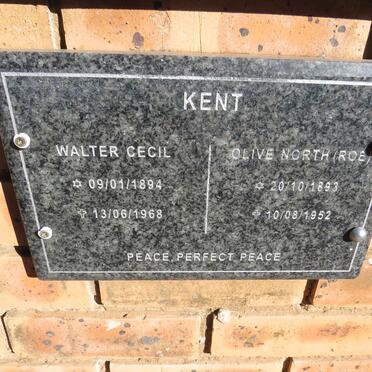 KENT
WALTER CECIL
✡ 09/01/1894
✞ 13/06/1968
OLIVE NORTH (ROE)
✡ 20/10/1893
✞ 10/08/1952
PEACE, PERFECT PEACE